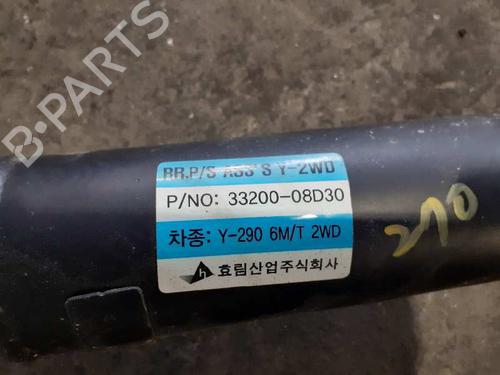 RR.P/S ASS'S Y-2WD
P/NO: 33200-08D30
차종: Y-290 6M/T 2WD
h 효림산업주식회사
290
B-PARTS